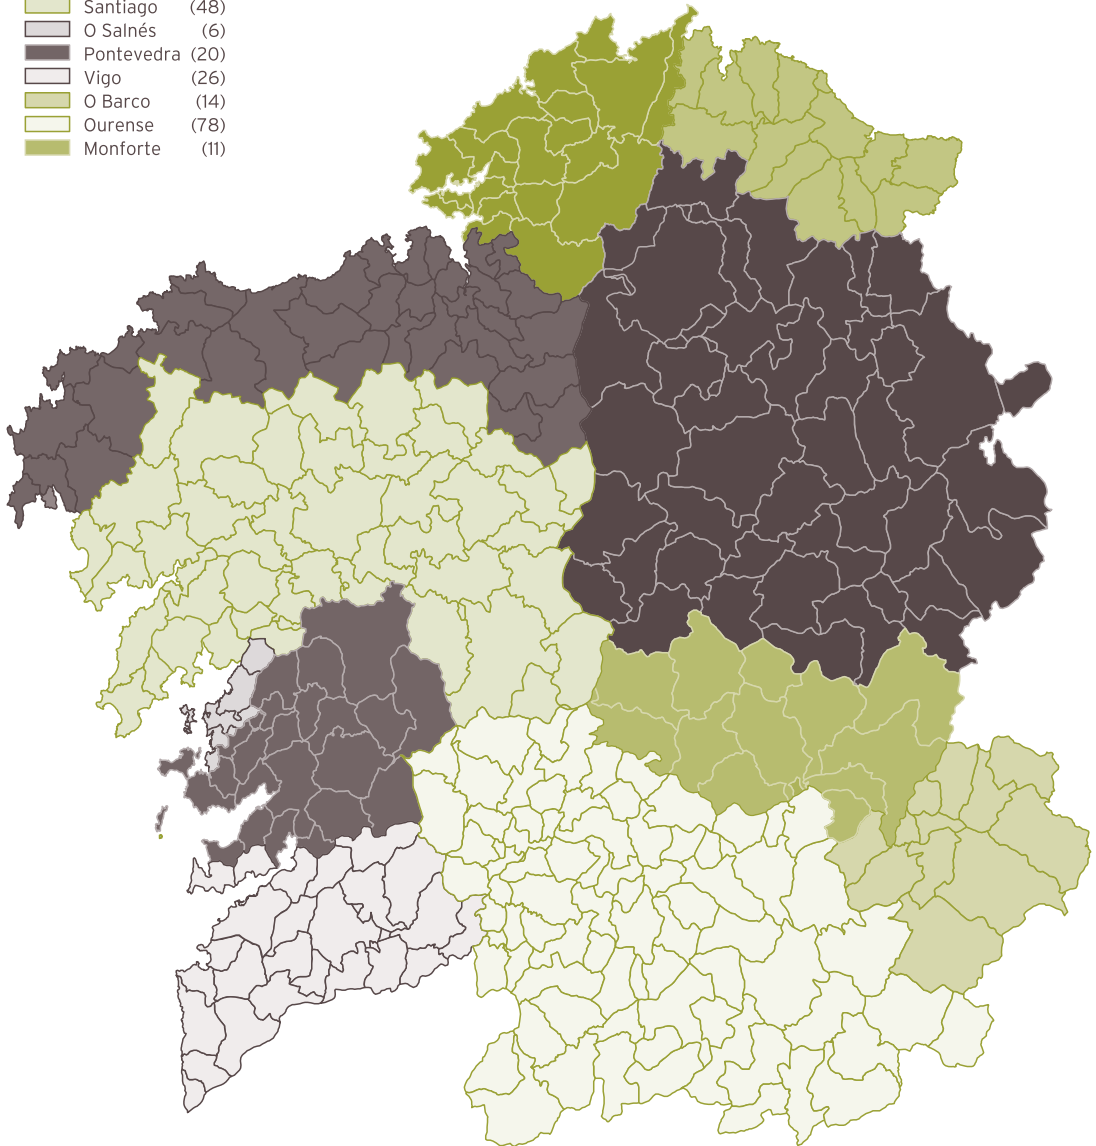 Santiago (48)
O Salnés (6)
Pontevedra (20)
Vigo (26)
O Barco (14)
Ourense (78)
Monforte (11)